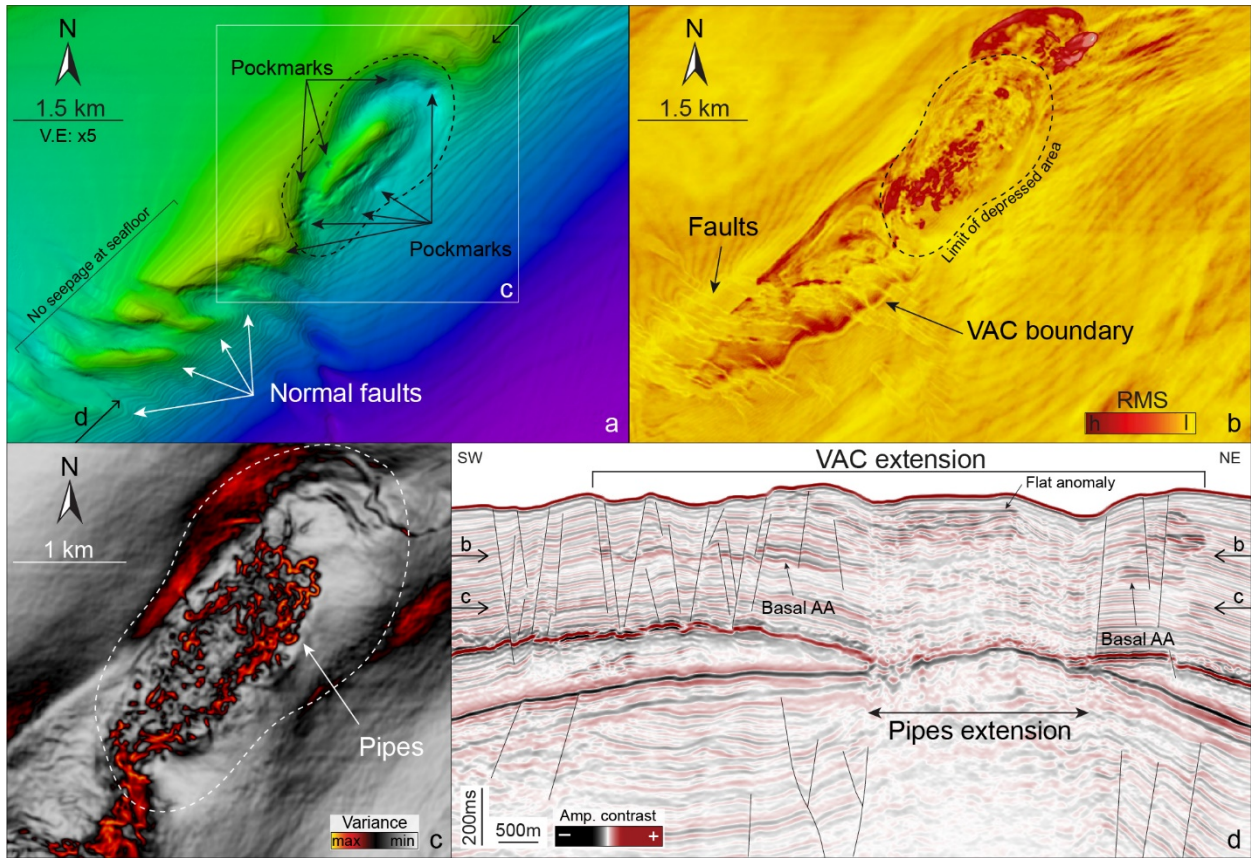 N
1.5 km
V.E: x5
Pockmarks
c
Pockmarks
No seepage at seafloor
Normal faults
d
a
N
1.5 km
Limit of depressed area
Faults
VAC boundary
RMS
h l
b
N
1 km
Pipes
Variance
max min
c
SW NE
VAC extension
Flat anomaly
b b
Basal AA
c c
Basal AA
Pipes extension
200ms
500m
Amp. contrast
− +
d